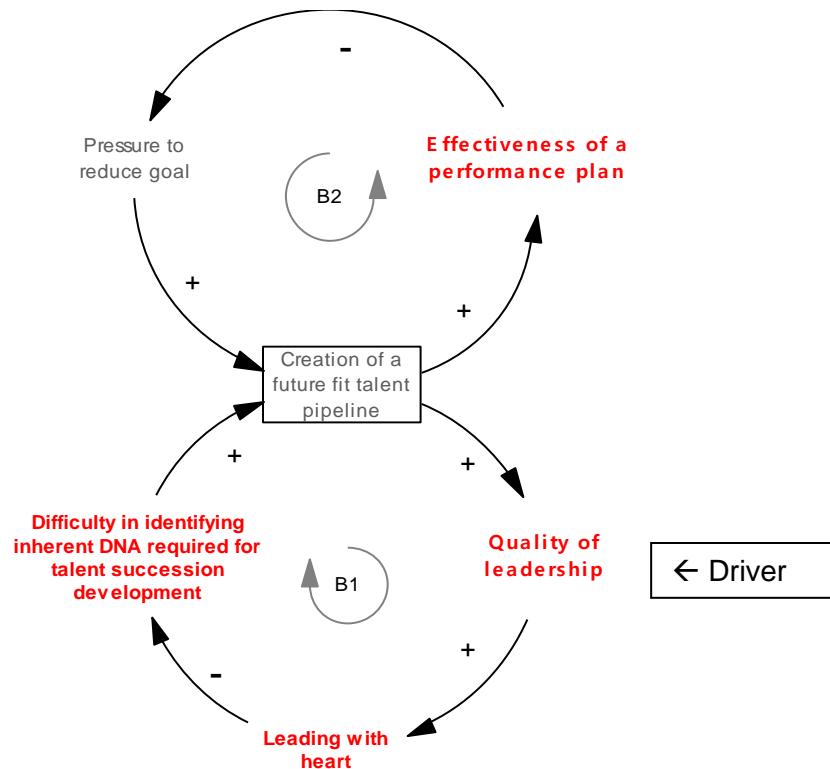 -
Pressure to
reduce goal
Effectiveness of a
performance plan
B2
+
+
Creation of a
future fit talent
pipeline
+
+
Difficulty in identifying
inherent DNA required for
talent succession
development
Quality of
leadership
← Driver
B1
+
-
Leading with
heart